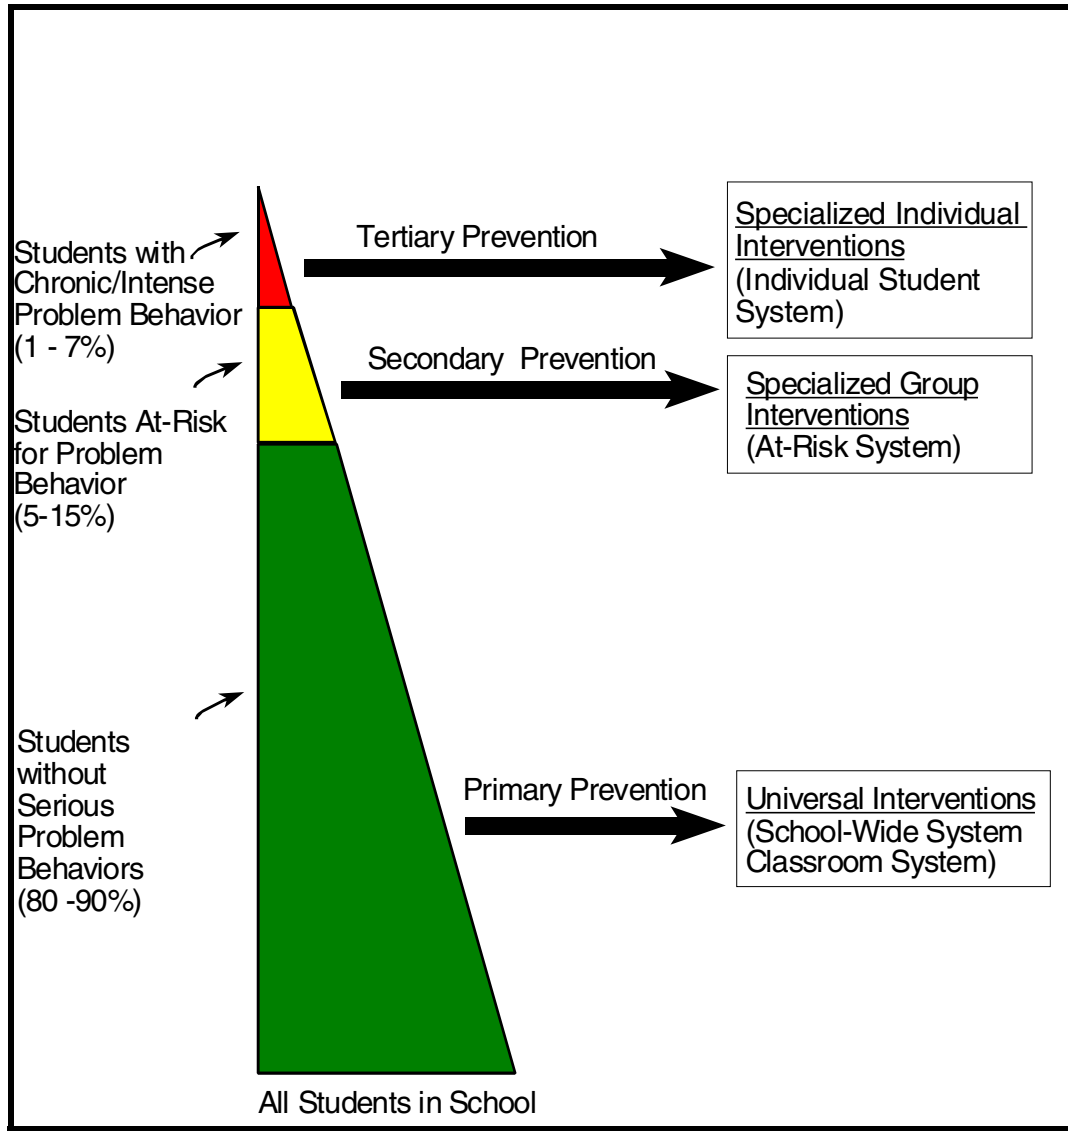 Students with
Chronic/Intense
Problem Behavior
(1 - 7%)
Tertiary Prevention
Specialized Individual
Interventions
(Individual Student
System)
Students At-Risk
for Problem
Behavior
(5-15%)
Secondary Prevention
Specialized Group
Interventions
(At-Risk System)
Students
without
Serious
Problem
Behaviors
(80 -90%)
Primary Prevention
Universal Interventions
(School-Wide System
Classroom System)
All Students in School